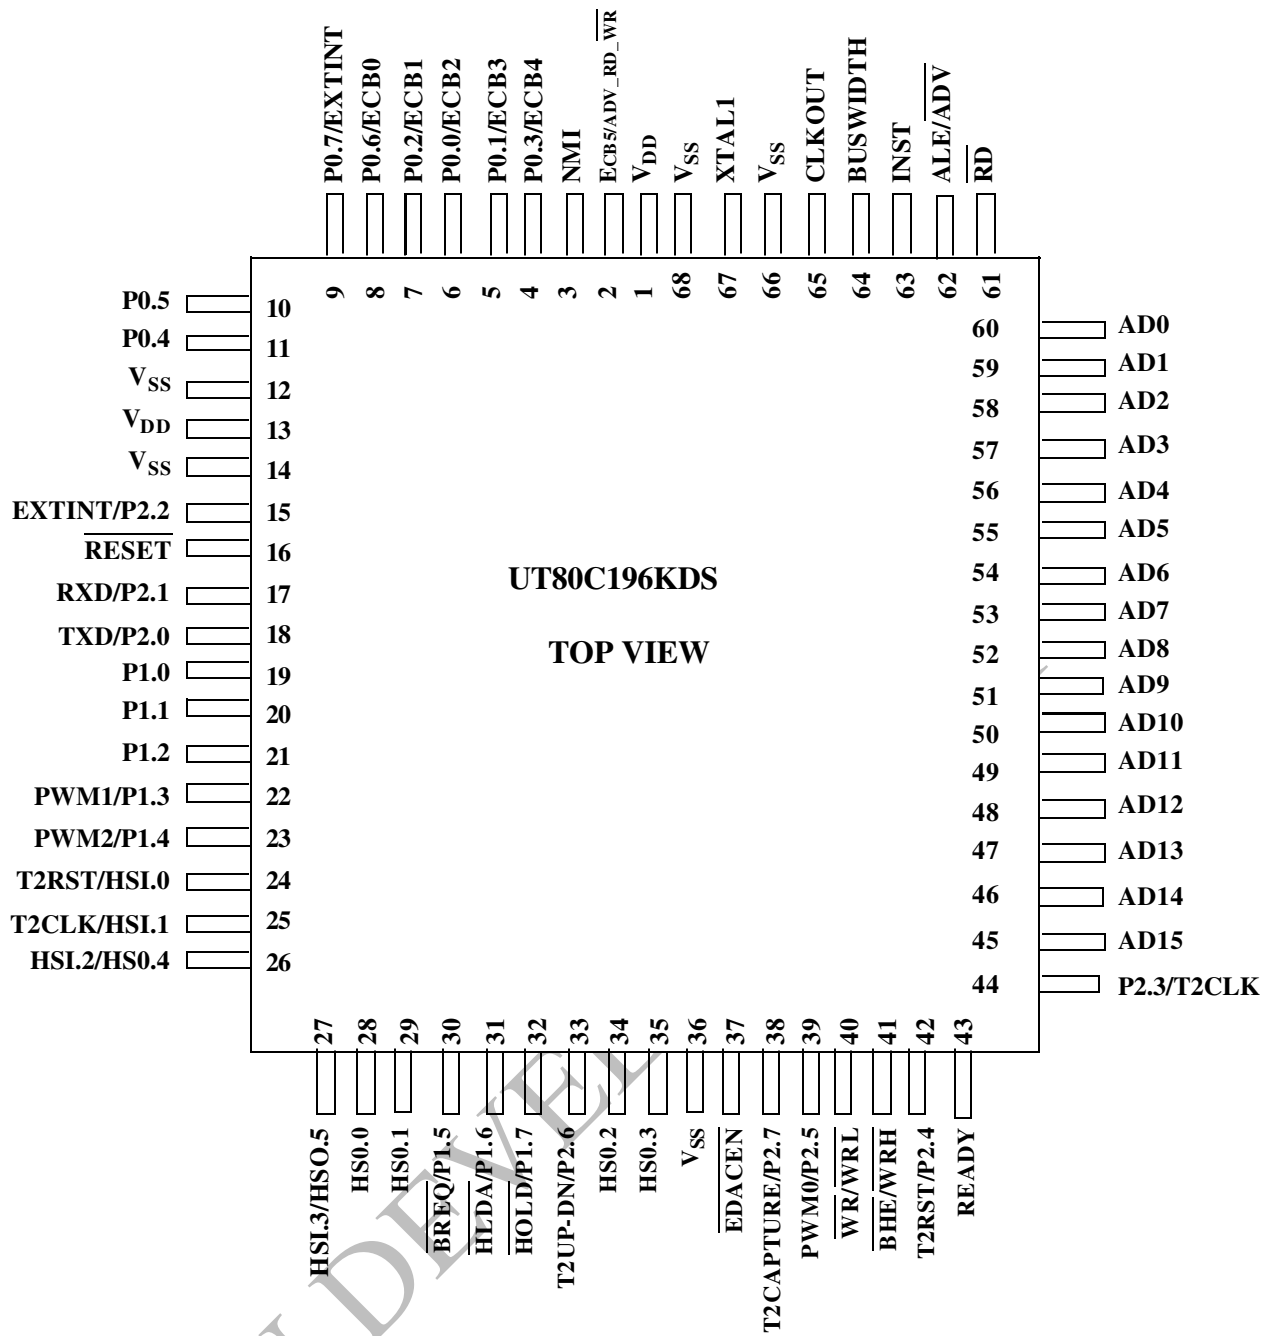 P0.7/EXTINT
P0.6/ECB0
P0.2/ECB1
P0.0/ECB2
P0.1/ECB3
P0.3/ECB4
NMI
ECB5/ADV_RD_WR
VDD
VSS
XTAL1
VSS
CLKOUT
BUSWIDTH
INST
ALE/ADV
RD
9 8 7 6 5 4 3 2 1 68 67 66 65 64 63 62 61
P0.5 10
P0.4 11
VSS 12
VDD 13
VSS 14
EXTINT/P2.2 15
RESET 16
RXD/P2.1 17
TXD/P2.0 18
P1.0 19
P1.1 20
P1.2 21
PWM1/P1.3 22
PWM2/P1.4 23
T2RST/HSI.0 24
T2CLK/HSI.1 25
HSI.2/HS0.4 26
UT80C196KDS
TOP VIEW
60 AD0
59 AD1
58 AD2
57 AD3
56 AD4
55 AD5
54 AD6
53 AD7
52 AD8
51 AD9
50 AD10
49 AD11
48 AD12
47 AD13
46 AD14
45 AD15
44 P2.3/T2CLK
27 28 29 30 31 32 33 34 35 36 37 38 39 40 41 42 43
HSI.3/HSO.5
HS0.0
HS0.1
BREQ/P1.5
HLDA/P1.6
HOLD/P1.7
T2UP-DN/P2.6
HS0.2
HS0.3
VSS
EDACEN
T2CAPTURE/P2.7
PWM0/P2.5
WR/WRL
BHE/WRH
T2RST/P2.4
READY